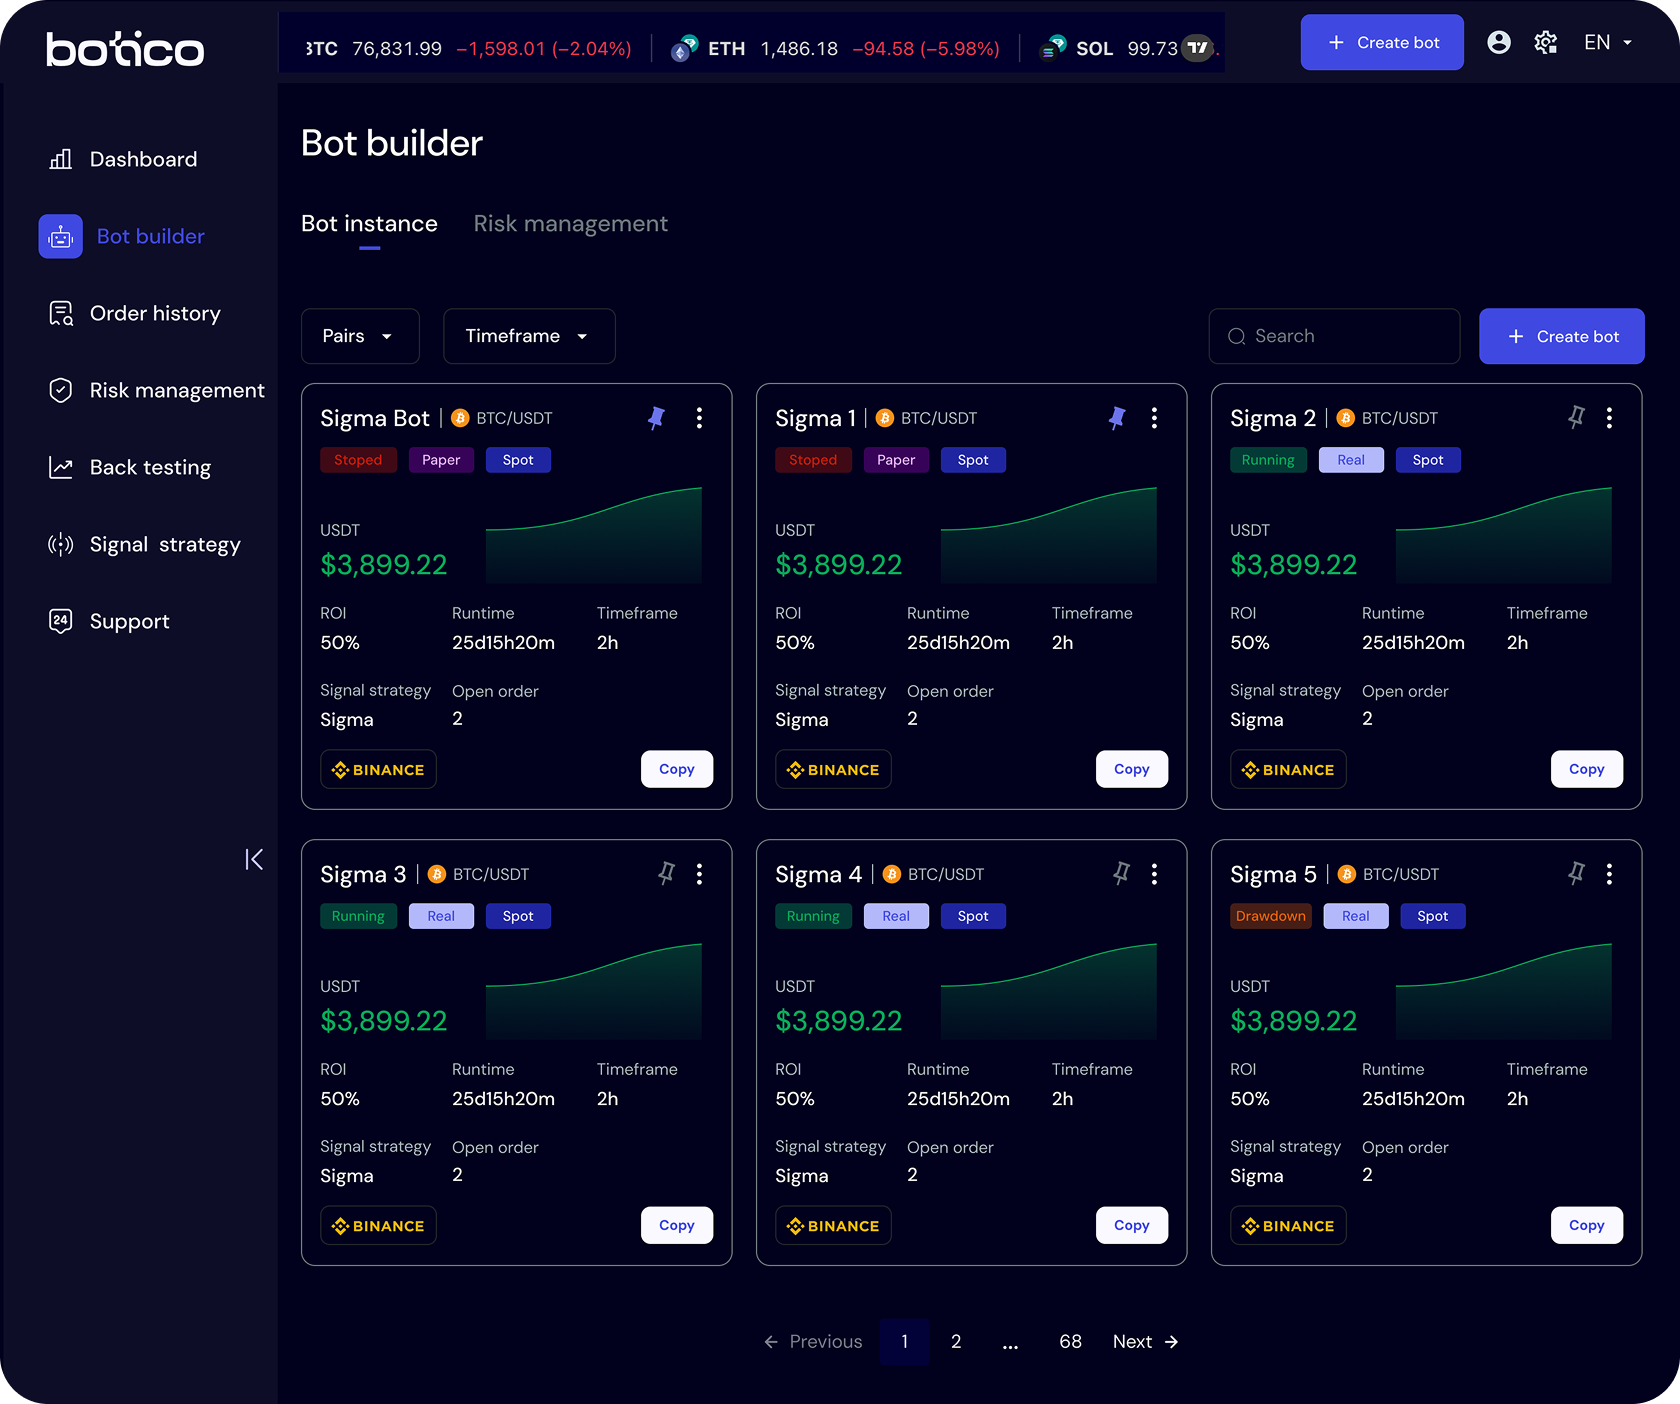 botico
BTC 76,831.99 −1,598.01 (−2.04%)
ETH 1,486.18 −94.58 (−5.98%)
SOL 99.73
+ Create bot
EN
Dashboard
Bot builder
Order history
Risk management
Back testing
Signal strategy
24
Support
Bot builder
Bot instance Risk management
Pairs Timeframe
Search
+ Create bot
Sigma Bot | BTC/USDT
Stoped Paper Spot
USDT
$3,899.22
ROI Runtime Timeframe
50% 25d15h20m 2h
Signal strategy Open order
Sigma 2
BINANCE Copy
Sigma 1 | BTC/USDT
Stoped Paper Spot
USDT
$3,899.22
ROI Runtime Timeframe
50% 25d15h20m 2h
Signal strategy Open order
Sigma 2
BINANCE Copy
Sigma 2 | BTC/USDT
Running Real Spot
USDT
$3,899.22
ROI Runtime Timeframe
50% 25d15h20m 2h
Signal strategy Open order
Sigma 2
BINANCE Copy
Sigma 3 | BTC/USDT
Running Real Spot
USDT
$3,899.22
ROI Runtime Timeframe
50% 25d15h20m 2h
Signal strategy Open order
Sigma 2
BINANCE Copy
Sigma 4 | BTC/USDT
Running Real Spot
USDT
$3,899.22
ROI Runtime Timeframe
50% 25d15h20m 2h
Signal strategy Open order
Sigma 2
BINANCE Copy
Sigma 5 | BTC/USDT
Drawdown Real Spot
USDT
$3,899.22
ROI Runtime Timeframe
50% 25d15h20m 2h
Signal strategy Open order
Sigma 2
BINANCE Copy
← Previous 1 2 ... 68 Next →